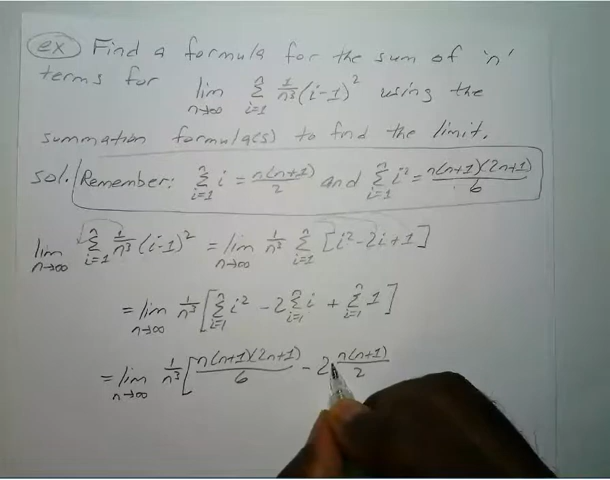 ex Find a formula for the sum of 'n'
terms for lim n→∞ n Σ i=1 1/n³ (i-1)² using the
summation formula(s) to find the limit.
sol. Remember: n Σ i=1 i = n(n+1)/2 and n Σ i=1 i² = n(n+1)(2n+1)/6
lim n→∞ n Σ i=1 1/n³ (i-1)² = lim n→∞ 1/n³ n Σ i=1 [i²-2i+1]
= lim n→∞ 1/n³ [n Σ i=1 i² - 2 n Σ i=1 i + n Σ i=1 1]
= lim n→∞ 1/n³ [n(n+1)(2n+1)/6 - 2 n(n+1)/2